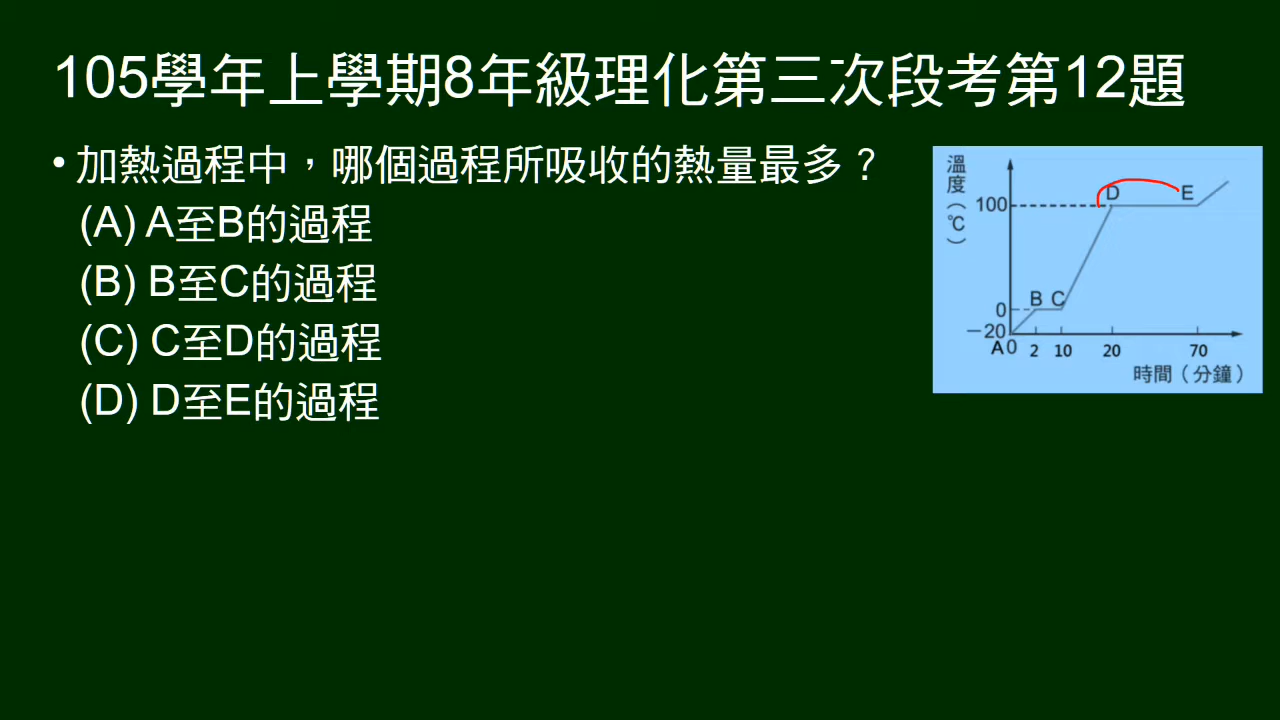 105學年上學期8年級理化第三次段考第12題
• 加熱過程中，哪個過程所吸收的熱量最多？
(A) A至B的過程
(B) B至C的過程
(C) C至D的過程
(D) D至E的過程
溫度(℃)
D E
100
B C
0
－20
A 0 2 10 20 70
時間(分鐘)